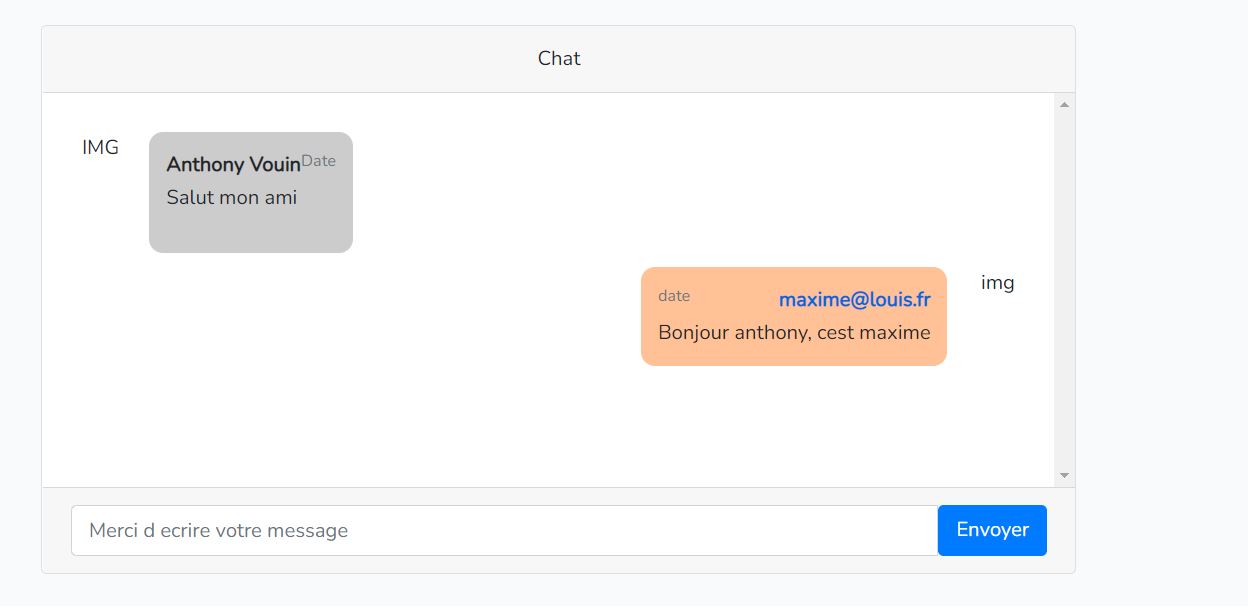 Chat
IMG
Anthony Vouin Date
Salut mon ami
date maxime@louis.fr
img
Bonjour anthony, cest maxime
Merci d ecrire votre message
Envoyer